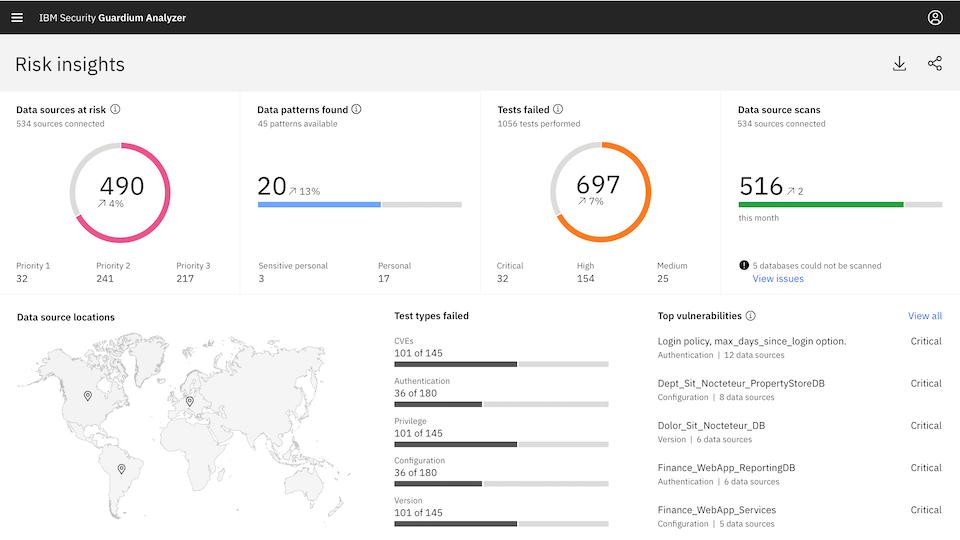 IBM Security Guardium Analyzer
Risk insights
Data sources at risk
534 sources connected
490
4%
Priority 1
32
Priority 2
241
Priority 3
217
Data patterns found
45 patterns available
20
13%
Sensitive personal
3
Personal
17
Tests failed
1056 tests performed
697
7%
Critical
32
High
154
Medium
25
Data source scans
534 sources connected
516
2
this month
5 databases could not be scanned
View issues
Data source locations
Test types failed
CVEs
101 of 145
Authentication
36 of 180
Privilege
101 of 145
Configuration
36 of 180
Version
101 of 145
Top vulnerabilities
View all
Login policy, max_days_since_login option.
Critical
Authentication | 12 data sources
Dept_Sit_Nocteteur_PropertyStoreDB
Critical
Configuration | 8 data sources
Dolor_Sit_Nocteteur_DB
Critical
Version | 6 data sources
Finance_WebApp_ReportingDB
Critical
Authentication | 6 data sources
Finance_WebApp_Services
Critical
Configuration | 5 data sources